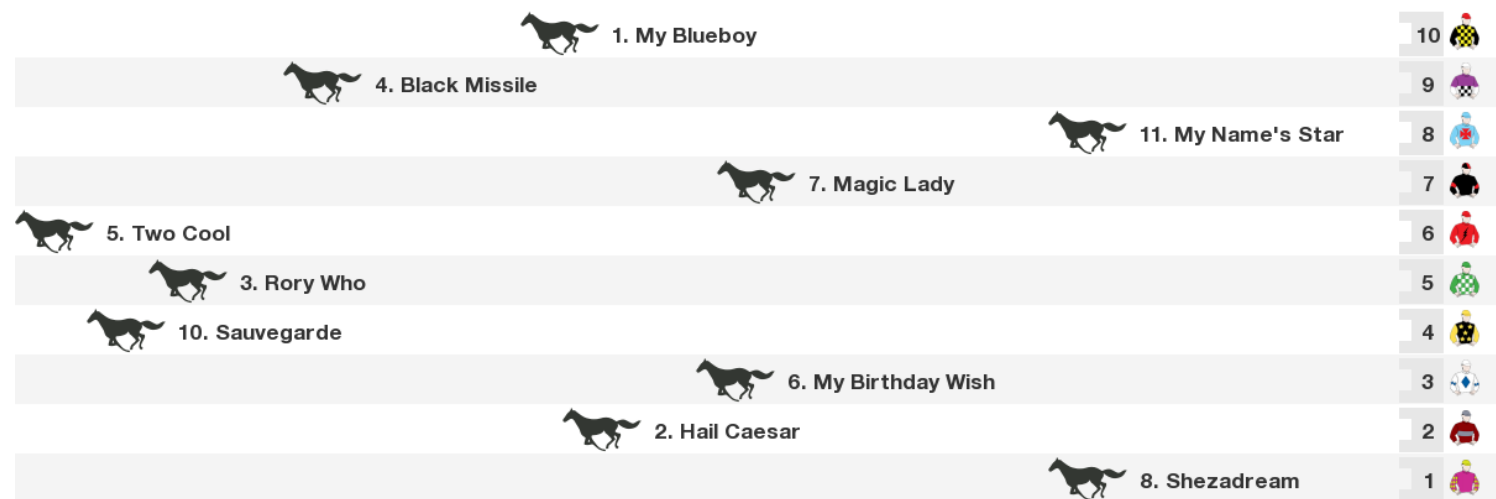 1. My Blueboy 10
4. Black Missile 9
11. My Name's Star 8
7. Magic Lady 7
5. Two Cool 6
3. Rory Who 5
10. Sauvegarde 4
6. My Birthday Wish 3
2. Hail Caesar 2
8. Shezadream 1